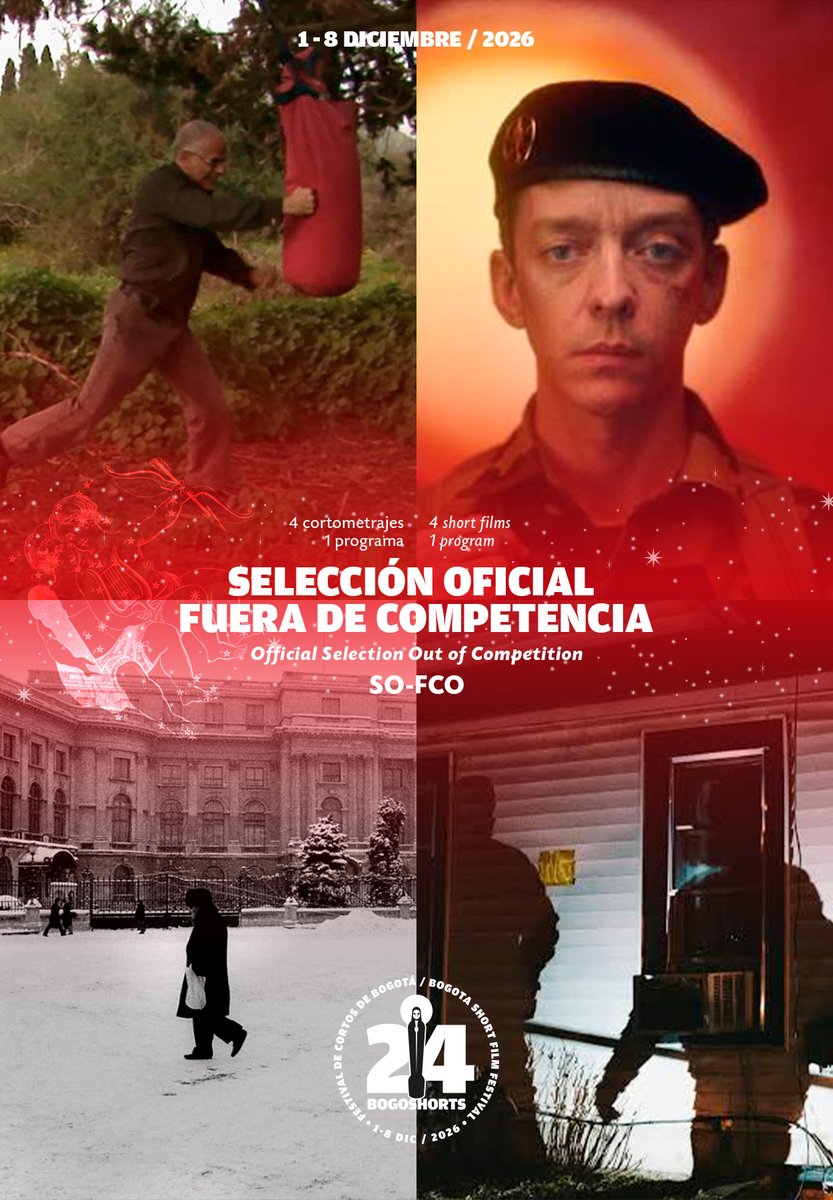 1 - 8 DICIEMBRE / 2026
4 cortometrajes
1 programa
4 short films
1 program
SELECCIÓN OFICIAL
FUERA DE COMPETENCIA
Official Selection Out of Competition
SO-FCO
FESTIVAL DE CORTOS DE BOGOTÁ / BOGOTA SHORT FILM FESTIVAL •
24
BOGOSHORTS
• 1-8 DIC / 2026 •